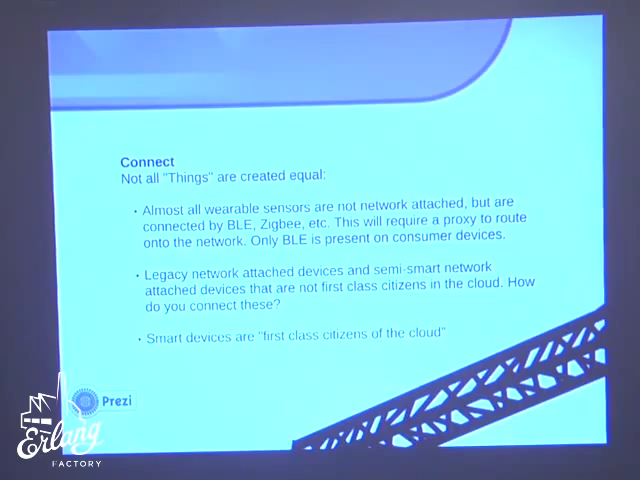 Connect
Not all "Things" are created equal:
• Almost all wearable sensors are not network attached, but are
connected by BLE, Zigbee, etc. This will require a proxy to route
onto the network. Only BLE is present on consumer devices.
• Legacy network attached devices and semi-smart network
attached devices that are not first class citizens in the cloud. How
do you connect these?
• Smart devices are "first class citizens of the cloud"
Prezi
Erlang
FACTORY